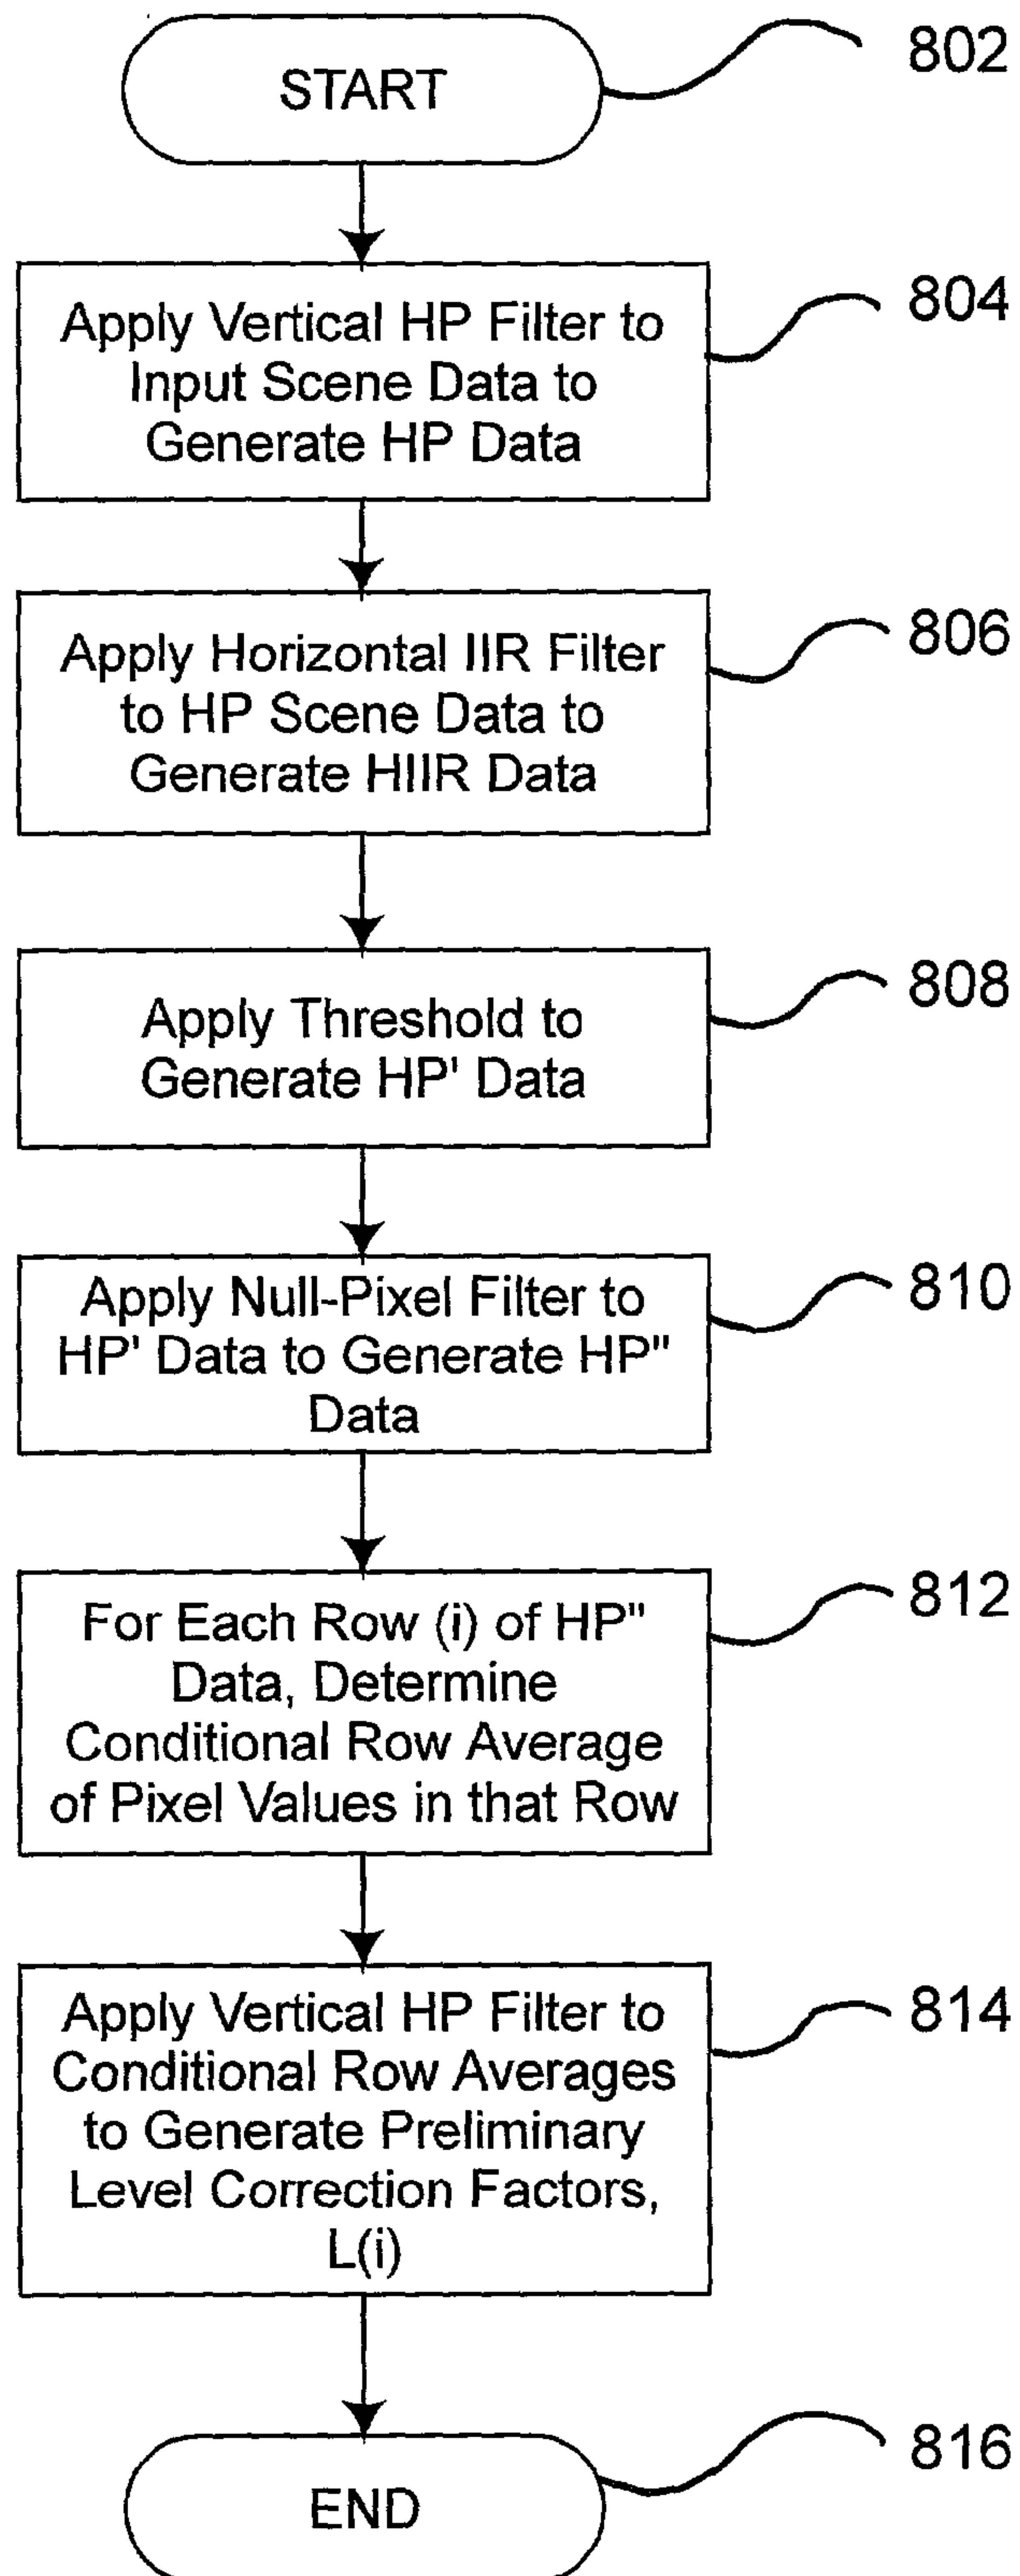 START
802
Apply Vertical HP Filter to
Input Scene Data to
Generate HP Data
804
Apply Horizontal IIR Filter
to HP Scene Data to
Generate HIIR Data
806
Apply Threshold to
Generate HP' Data
808
Apply Null-Pixel Filter to
HP' Data to Generate HP"
Data
810
For Each Row (i) of HP"
Data, Determine
Conditional Row Average
of Pixel Values in that Row
812
Apply Vertical HP Filter to
Conditional Row Averages
to Generate Preliminary
Level Correction Factors,
L(i)
814
END
816